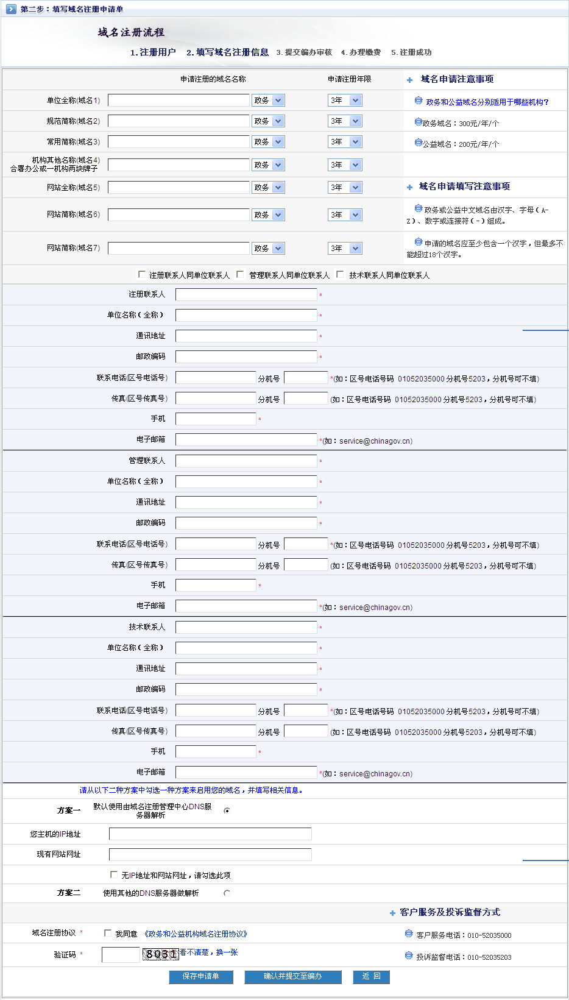 第二步：填写域名注册申请单
域名注册流程
1.注册用户 2.填写域名注册信息 3.提交编办审核 4.办理缴费 5.注册成功
申请注册的域名名称 申请注册年限 域名申请注意事项
单位全称(域名1) 政务 3年 政务和公益域名分别适用于哪些机构?
规范简称(域名2) 政务 3年 政务域名：300元/年/个
常用简称(域名3) 政务 3年 公益域名：200元/年/个
机构其他名称(域名4)
合署办公或一机构两块牌子 政务 3年
网站全称(域名5) 政务 3年 域名申请填写注意事项
网站简称(域名6) 政务 3年 政务或公益中文域名由汉字、字母（A-
Z）、数字或连接符（-）组成。
网站简称(域名7) 政务 3年 申请的域名应至少包含一个汉字，但最多不
能超过18个汉字。
注册联系人同单位联系人 管理联系人同单位联系人 技术联系人同单位联系人
注册联系人 *
单位名称（全称） *
通讯地址 *
邮政编码 *
联系电话(区号电话号) 分机号 *(如：区号电话号码 01052035000 分机号5203，分机号可不填)
传真(区号传真号) 分机号 (如：区号电话号码 01052035000 分机号5203，分机号可不填)
手机 *
电子邮箱 *(如：service@chinagov.cn)
管理联系人 *
单位名称（全称） *
通讯地址 *
邮政编码 *
联系电话(区号电话号) 分机号 *(如：区号电话号码 01052035000 分机号5203，分机号可不填)
传真(区号传真号) 分机号 (如：区号电话号码 01052035000 分机号5203，分机号可不填)
手机 *
电子邮箱 *(如：service@chinagov.cn)
技术联系人 *
单位名称（全称） *
通讯地址 *
邮政编码 *
联系电话(区号电话号) 分机号 *(如：区号电话号码 01052035000 分机号5203，分机号可不填)
传真(区号传真号) 分机号 (如：区号电话号码 01052035000 分机号5203，分机号可不填)
手机 *
电子邮箱 *(如：service@chinagov.cn)
请从以下二种方案中勾选一种方案来启用您的域名，并填写相关信息。
方案一 默认使用由域名注册管理中心DNS服
务器解析
您主机的IP地址
现有网站网址
无IP地址和网站网址，请勾选此项
方案二 使用其他的DNS服务器做解析
客户服务及投诉监督方式
域名注册协议 * 我同意 《政务和公益机构域名注册协议》 客户服务电话：010-52035000
验证码 * 8031 看不清楚，换一张 投诉监督电话：010-52035203
保存申请单 确认并提交至编办 返 回